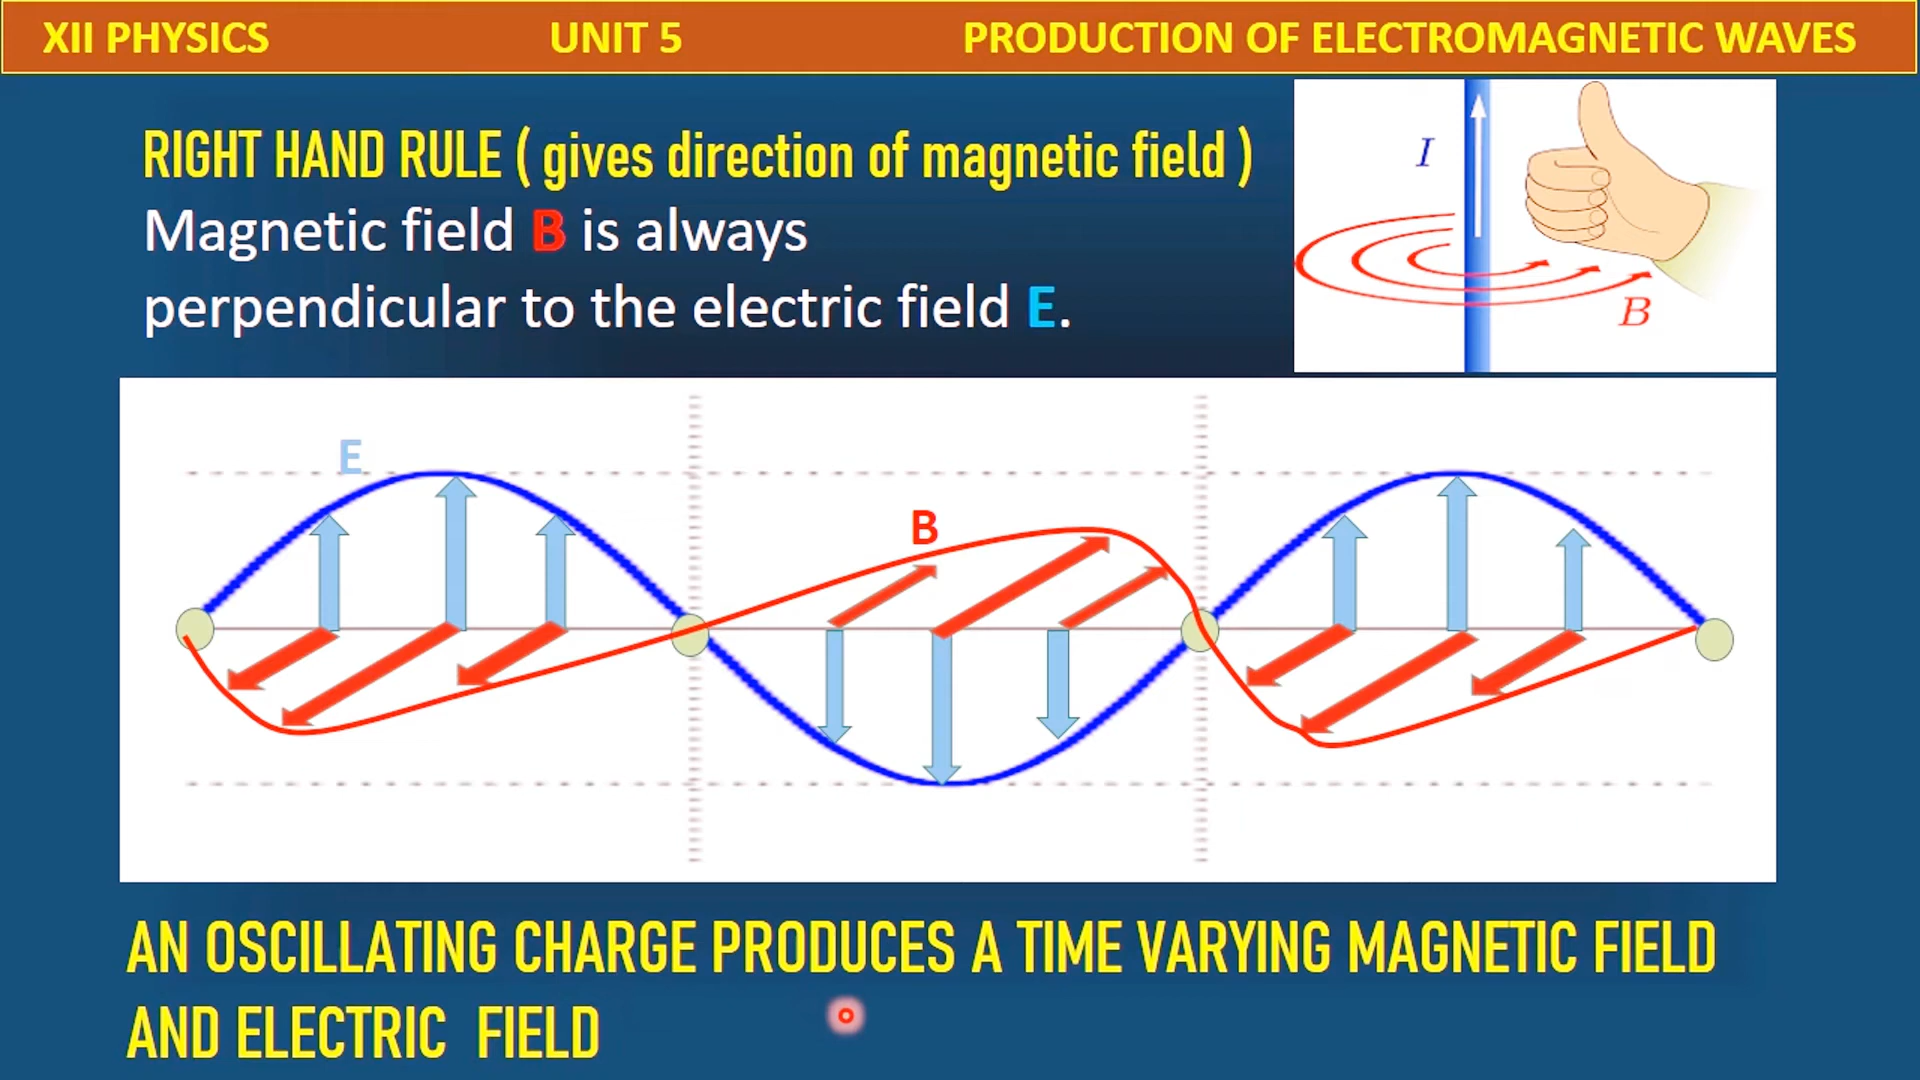 XII PHYSICS UNIT 5 PRODUCTION OF ELECTROMAGNETIC WAVES
RIGHT HAND RULE ( gives direction of magnetic field )
Magnetic field B is always
perpendicular to the electric field E.
I
B
E
B
AN OSCILLATING CHARGE PRODUCES A TIME VARYING MAGNETIC FIELD
AND ELECTRIC FIELD